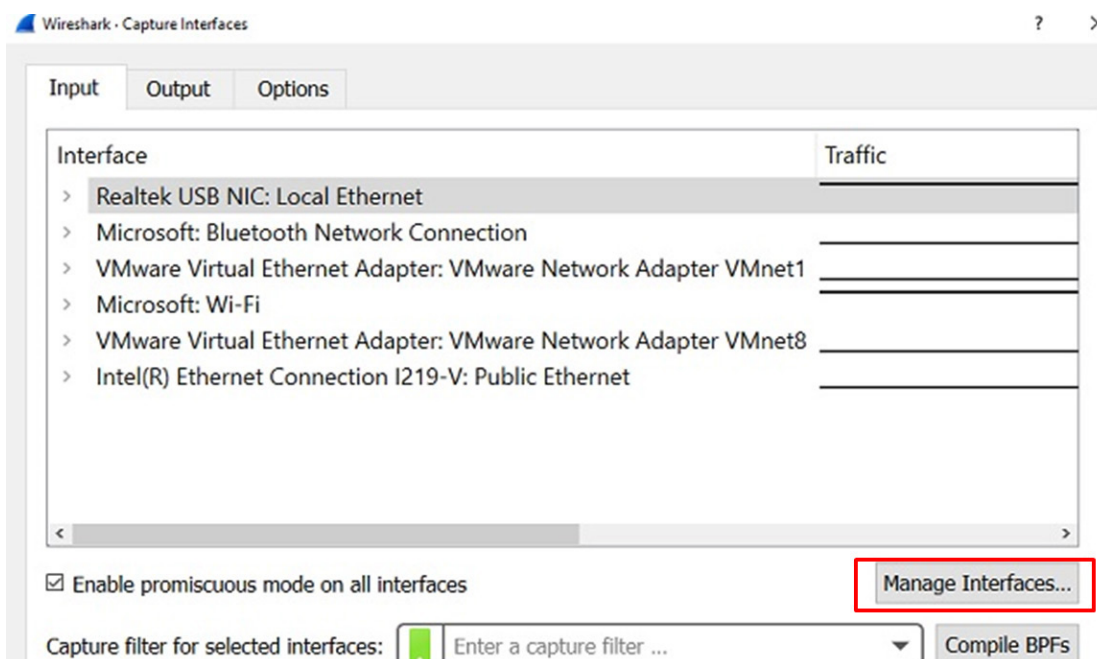 Wireshark · Capture Interfaces ?
Input Output Options
Interface Traffic
Realtek USB NIC: Local Ethernet
Microsoft: Bluetooth Network Connection
VMware Virtual Ethernet Adapter: VMware Network Adapter VMnet1
Microsoft: Wi-Fi
VMware Virtual Ethernet Adapter: VMware Network Adapter VMnet8
Intel(R) Ethernet Connection I219-V: Public Ethernet
Enable promiscuous mode on all interfaces Manage Interfaces...
Capture filter for selected interfaces: Enter a capture filter ... Compile BPFs